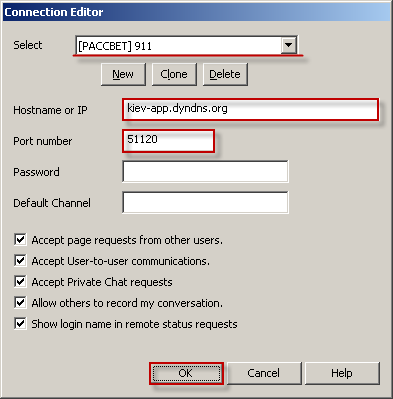 Connection Editor
Select [РАССВЕТ] 911
New Clone Delete
Hostname or IP kiev-app.dyndns.org
Port number 51120
Password
Default Channel
Accept page requests from other users.
Accept User-to-user communications.
Accept Private Chat requests
Allow others to record my conversation.
Show login name in remote status requests
OK Cancel Help